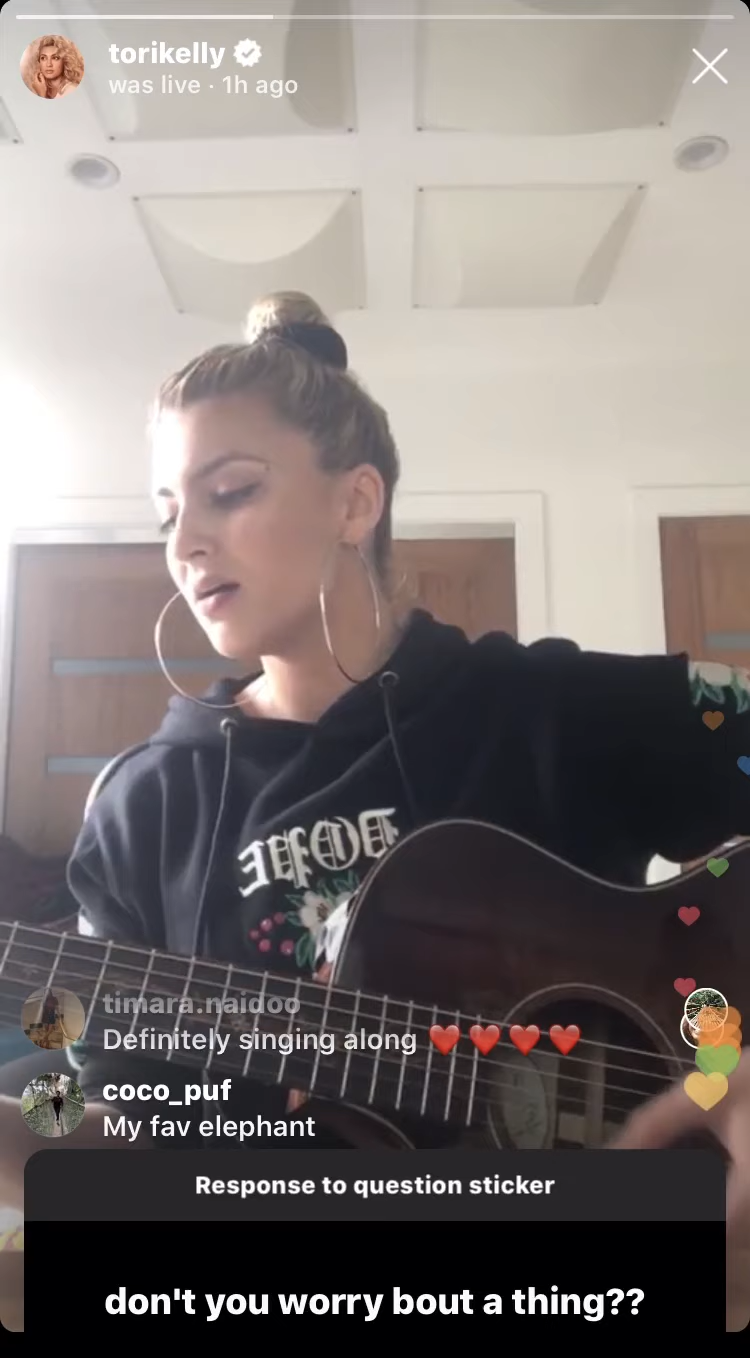 torikelly
was live · 1h ago
DOPE
timara.naidoo
Definitely singing along ❤️ ❤️ ❤️ ❤️
coco_puf
My fav elephant
Response to question sticker
don't you worry bout a thing??